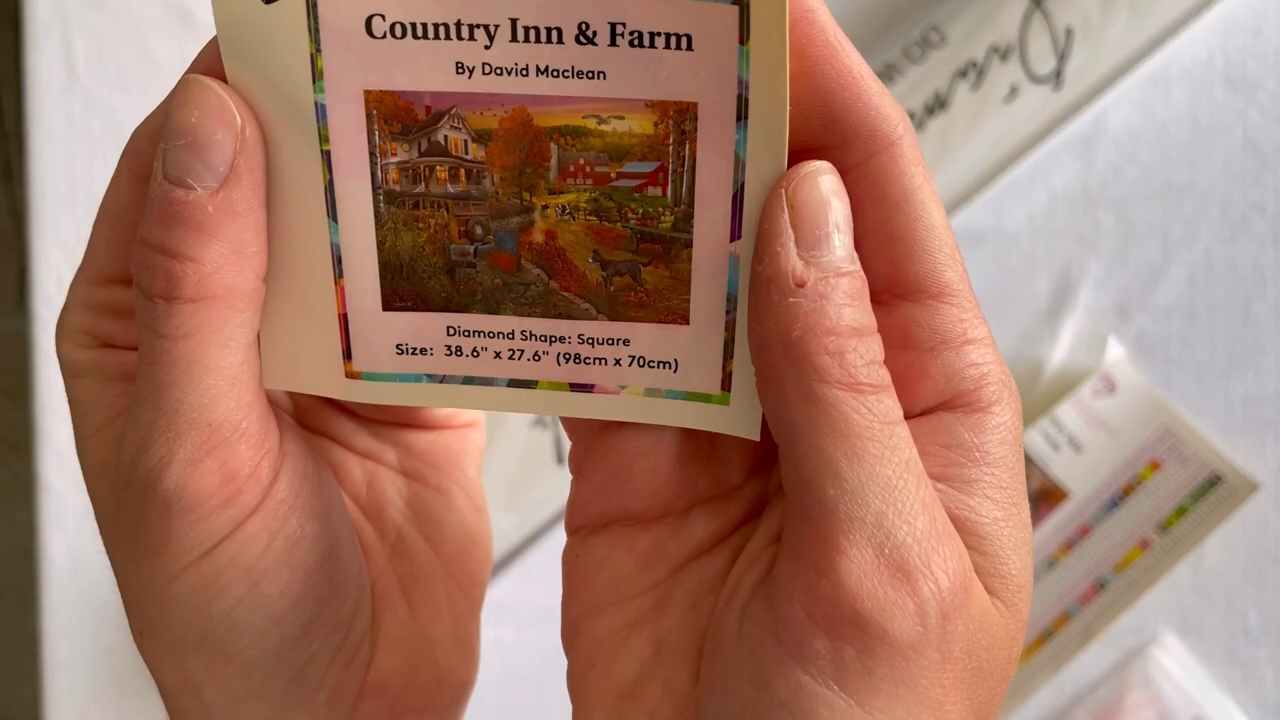 Country Inn & Farm
By David Maclean
Diamond Shape: Square
Size: 38.6" x 27.6" (98cm x 70cm)